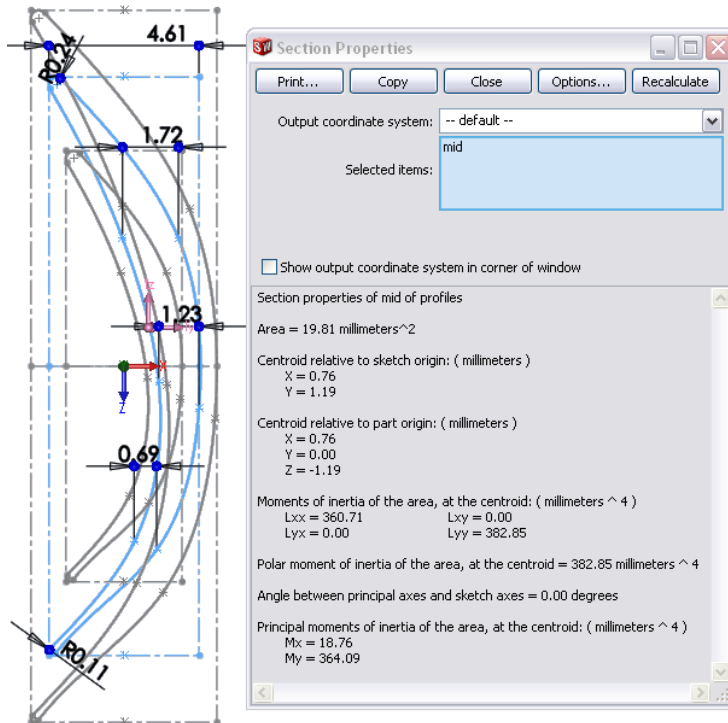 4.61
R0.24
1.72
1.23
0.69
R0.11
Section Properties
Print... Copy Close Options... Recalculate
Output coordinate system: -- default --
Selected items: mid
Show output coordinate system in corner of window
Section properties of mid of profiles
Area = 19.81 millimeters^2
Centroid relative to sketch origin: ( millimeters )
X = 0.76
Y = 1.19
Centroid relative to part origin: ( millimeters )
X = 0.76
Y = 0.00
Z = -1.19
Moments of inertia of the area, at the centroid: ( millimeters ^ 4 )
Lxx = 360.71 Lxy = 0.00
Lyx = 0.00 Lyy = 382.85
Polar moment of inertia of the area, at the centroid = 382.85 millimeters ^ 4
Angle between principal axes and sketch axes = 0.00 degrees
Principal moments of inertia of the area, at the centroid: ( millimeters ^ 4 )
Mx = 18.76
My = 364.09